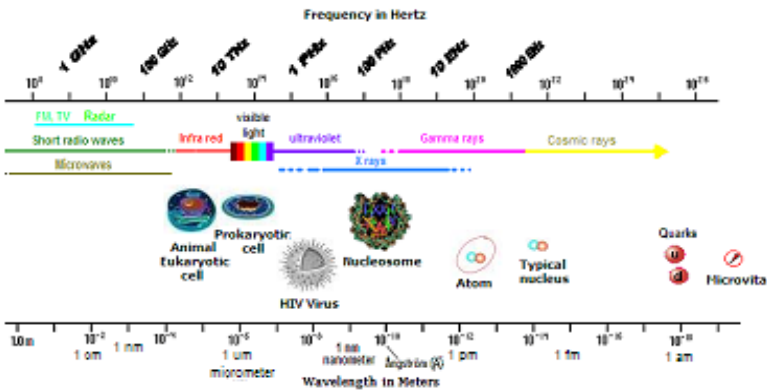 Frequency in Hertz
1 GHz 100 GHz 10 THz 1 PHz 100 PHz 10 EHz 1000 EHz
10⁸ 10¹⁰ 10¹² 10¹⁴ 10¹⁶ 10¹⁸ 10²⁰ 10²² 10²⁴ 10²⁶
FM, TV Radar
visible
light
Short radio waves Infra red ultraviolet Gamma rays Cosmic rays
Microwaves X rays
Animal
Eukaryotic
cell
Prokaryotic
cell
HIV Virus
Nucleosome
Atom
Typical
nucleus
Quarks
u
d
Microvita
1.0m 10⁻² 10⁻⁴ 10⁻⁶ 10⁻⁸ 10⁻¹⁰ 10⁻¹² 10⁻¹⁴ 10⁻¹⁶ 10⁻¹⁸
1 cm 1 mm 1 um
micrometer
1 nm
nanometer
Angström (Å)
1 pm 1 fm 1 am
Wavelength in Meters